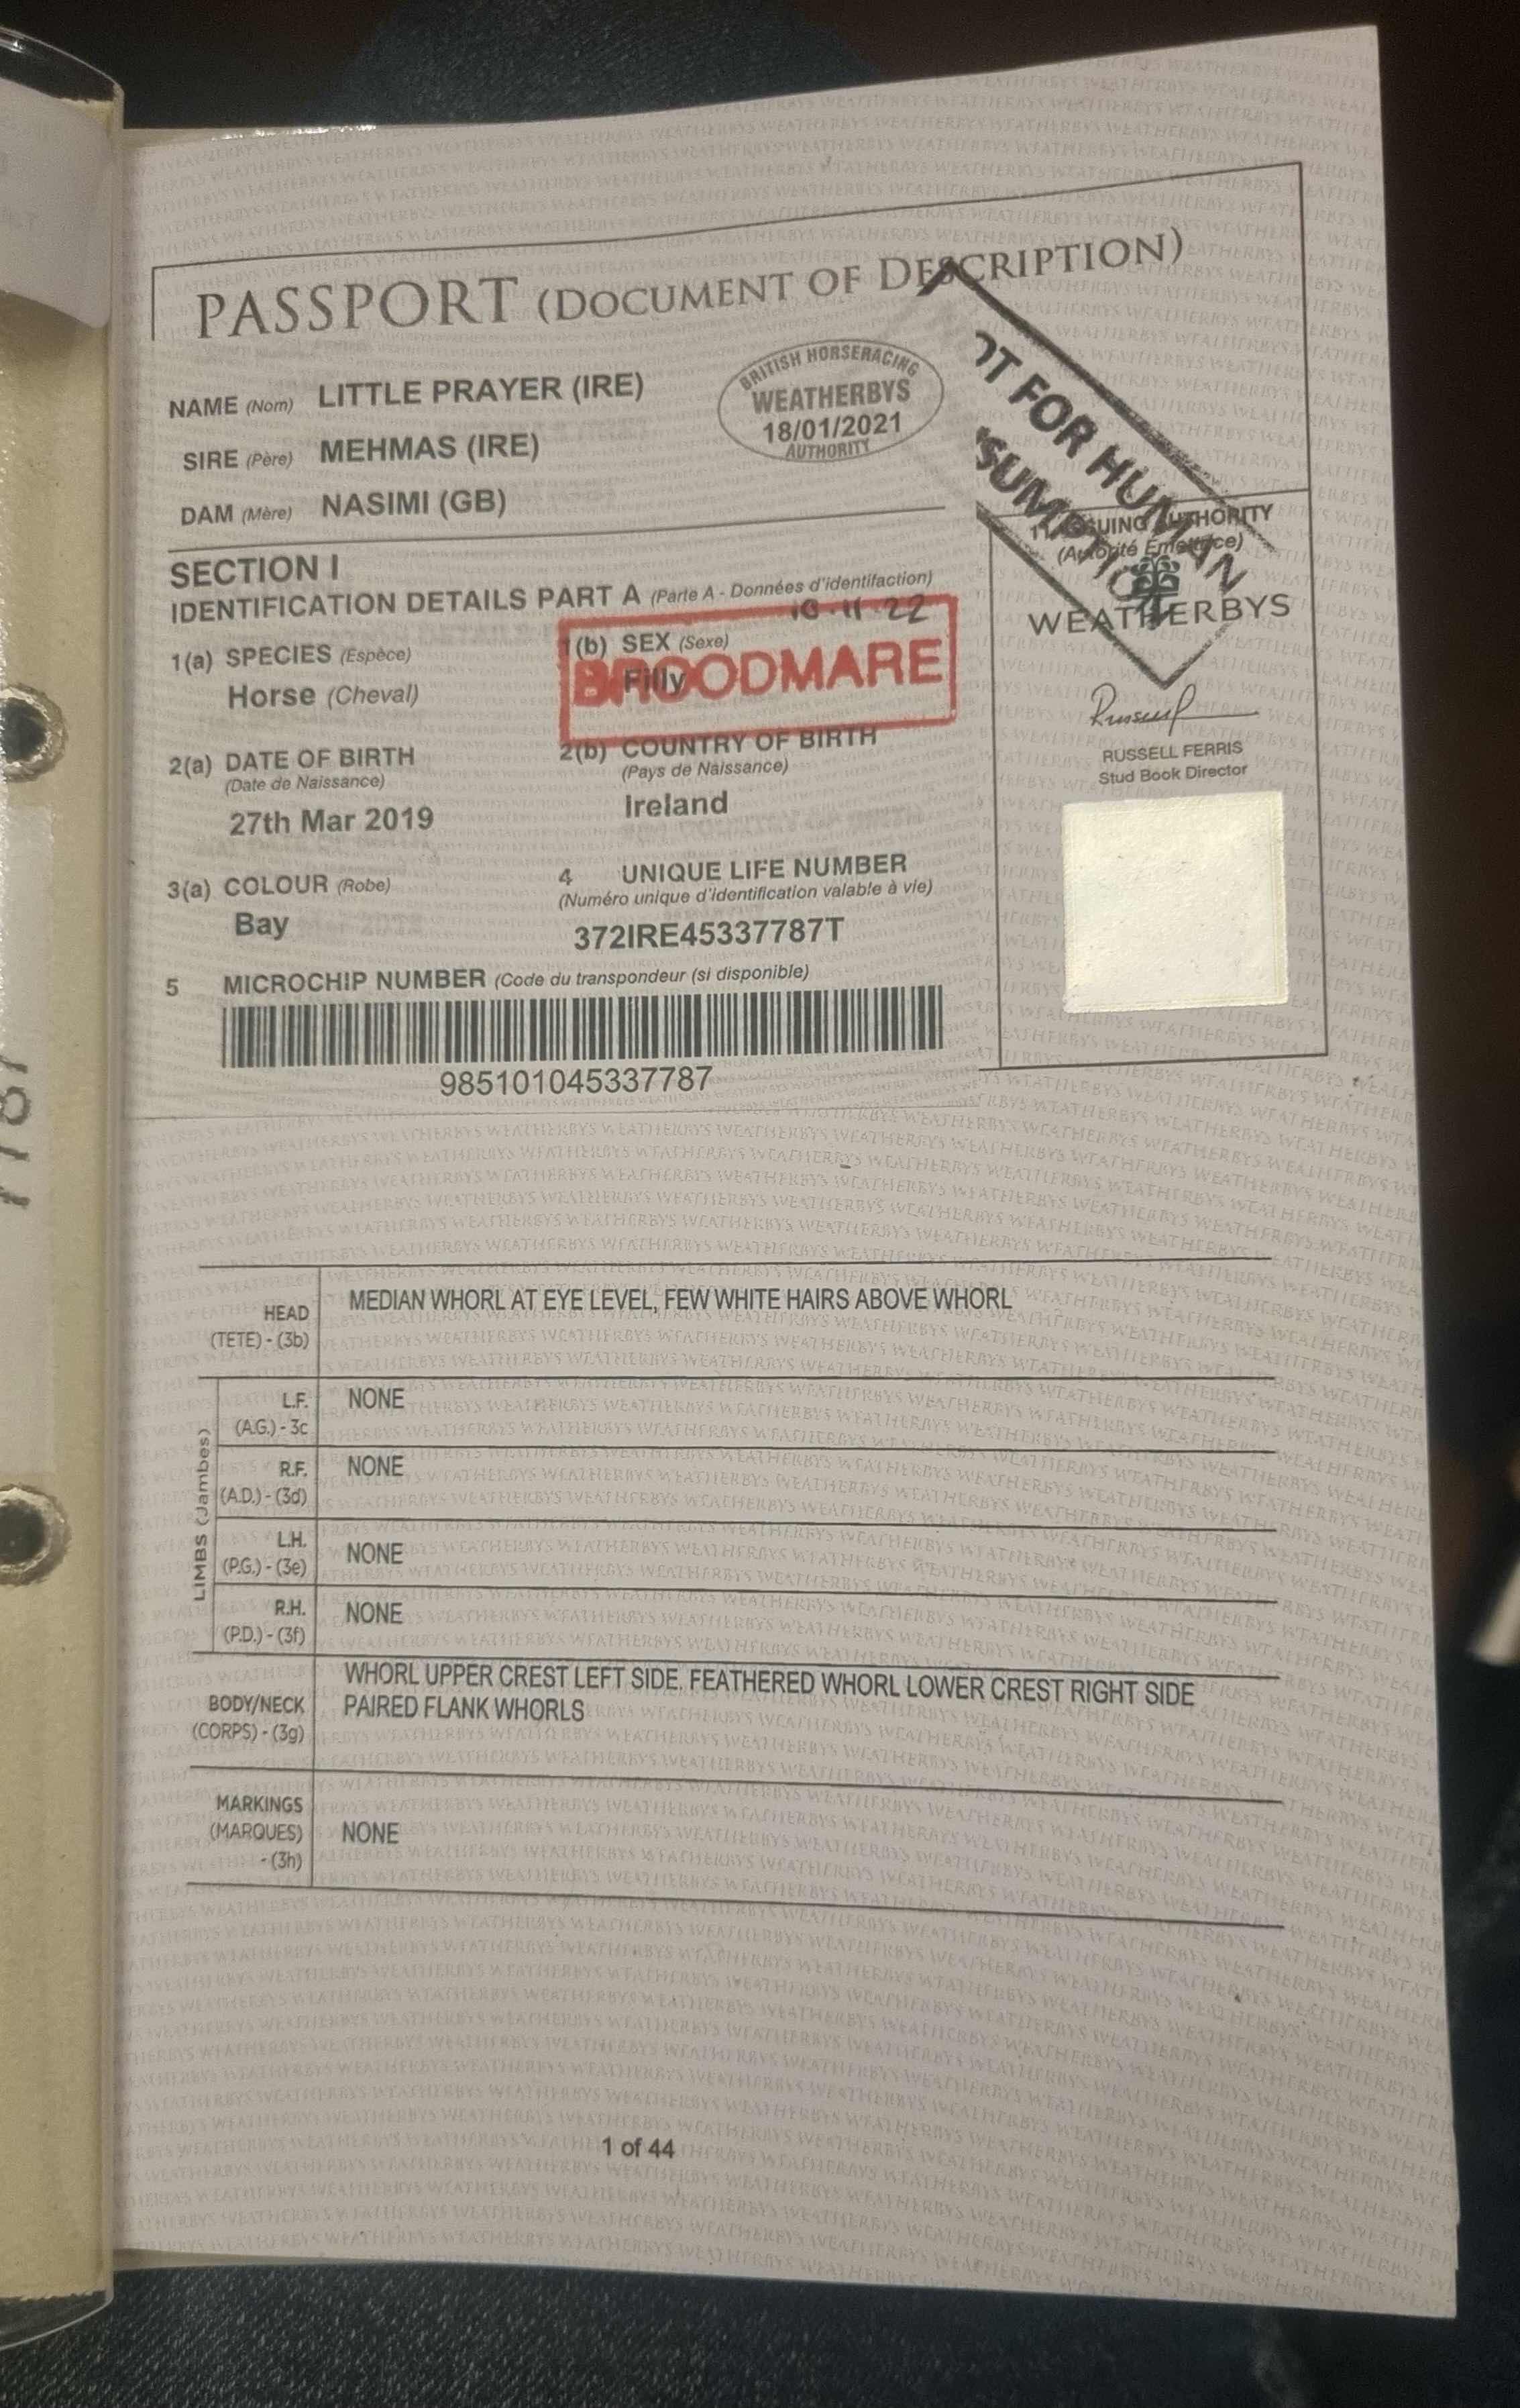 PASSPORT (DOCUMENT OF DESCRIPTION)
NAME (Nom) LITTLE PRAYER (IRE)
SIRE (Père) MEHMAS (IRE)
DAM (Mère) NASIMI (GB)
BRITISH HORSERACING
WEATHERBYS
18/01/2021
AUTHORITY
OT FOR HUMAN
SUMPTIO
SECTION I
IDENTIFICATION DETAILS PART A (Parte A - Données d'identifaction)
10-11-22
1(a) SPECIES (Espèce)
Horse (Cheval)
1(b) SEX (Sexe)
Filly
BROODMARE
2(a) DATE OF BIRTH
(Date de Naissance)
27th Mar 2019
2(b) COUNTRY OF BIRTH
(Pays de Naissance)
Ireland
3(a) COLOUR (Robe)
Bay
4 UNIQUE LIFE NUMBER
(Numéro unique d'identification valable à vie)
372IRE45337787T
5 MICROCHIP NUMBER (Code du transpondeur (si disponible)
985101045337787
ISSUING AUTHORITY
(Autorité Émettrice)
WEATHERBYS
RUSSELL FERRIS
Stud Book Director
HEAD
(TETE) - (3b)
MEDIAN WHORL AT EYE LEVEL, FEW WHITE HAIRS ABOVE WHORL
LIMBS (Jambes)
L.F.
(A.G.) - 3c
NONE
R.F.
(A.D.) - (3d)
NONE
L.H.
(P.G.) - (3e)
NONE
R.H.
(P.D.) - (3f)
NONE
BODY/NECK
(CORPS) - (3g)
WHORL UPPER CREST LEFT SIDE. FEATHERED WHORL LOWER CREST RIGHT SIDE
PAIRED FLANK WHORLS
MARKINGS
(MARQUES)
- (3h)
NONE
1 of 44
7787